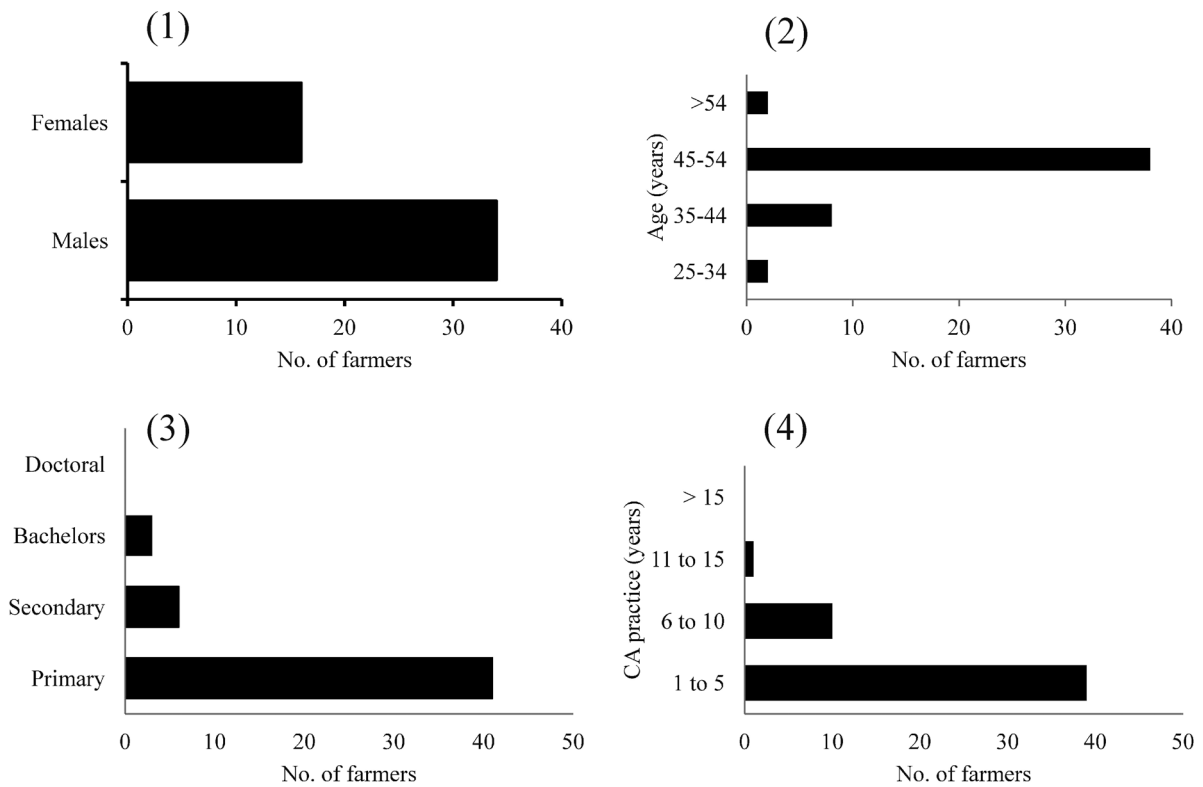 (1)
Females
Males
0 10 20 30 40
No. of farmers
(2)
Age (years)
>54
45-54
35-44
25-34
0 10 20 30 40
No. of farmers
(3)
Doctoral
Bachelors
Secondary
Primary
0 10 20 30 40 50
No. of farmers
(4)
CA practice (years)
> 15
11 to 15
6 to 10
1 to 5
0 10 20 30 40 50
No. of farmers